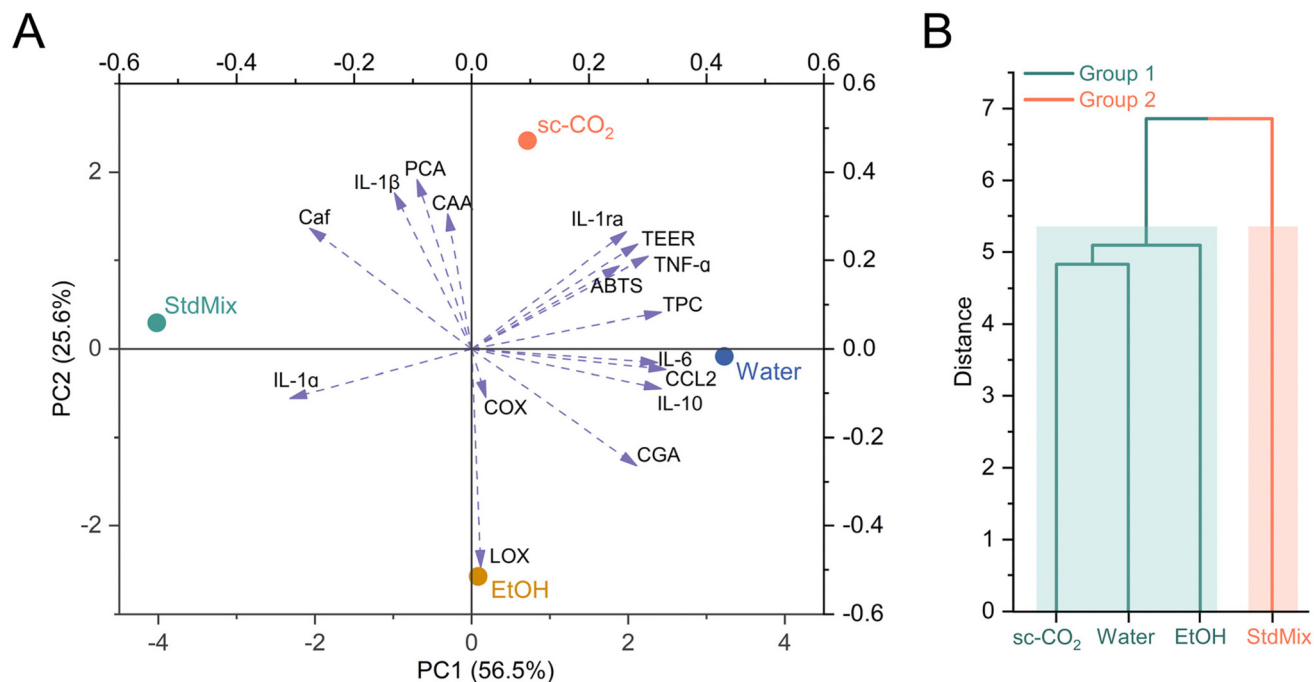 A
-0.6 -0.4 -0.2 0.0 0.2 0.4 0.6
sc-CO₂
PCA
IL-1β
CAA
Caf
IL-1ra
TEER
TNF-α
ABTS
TPC
StdMix
IL-6
Water
CCL2
IL-1α
IL-10
COX
CGA
LOX
EtOH
2
0
-2
PC2 (25.6%)
0.6
0.4
0.2
0.0
-0.2
-0.4
-0.6
-4 -2 0 2 4
PC1 (56.5%)
B
Group 1
Group 2
7
6
5
4
3
2
1
0
Distance
sc-CO₂ Water EtOH StdMix